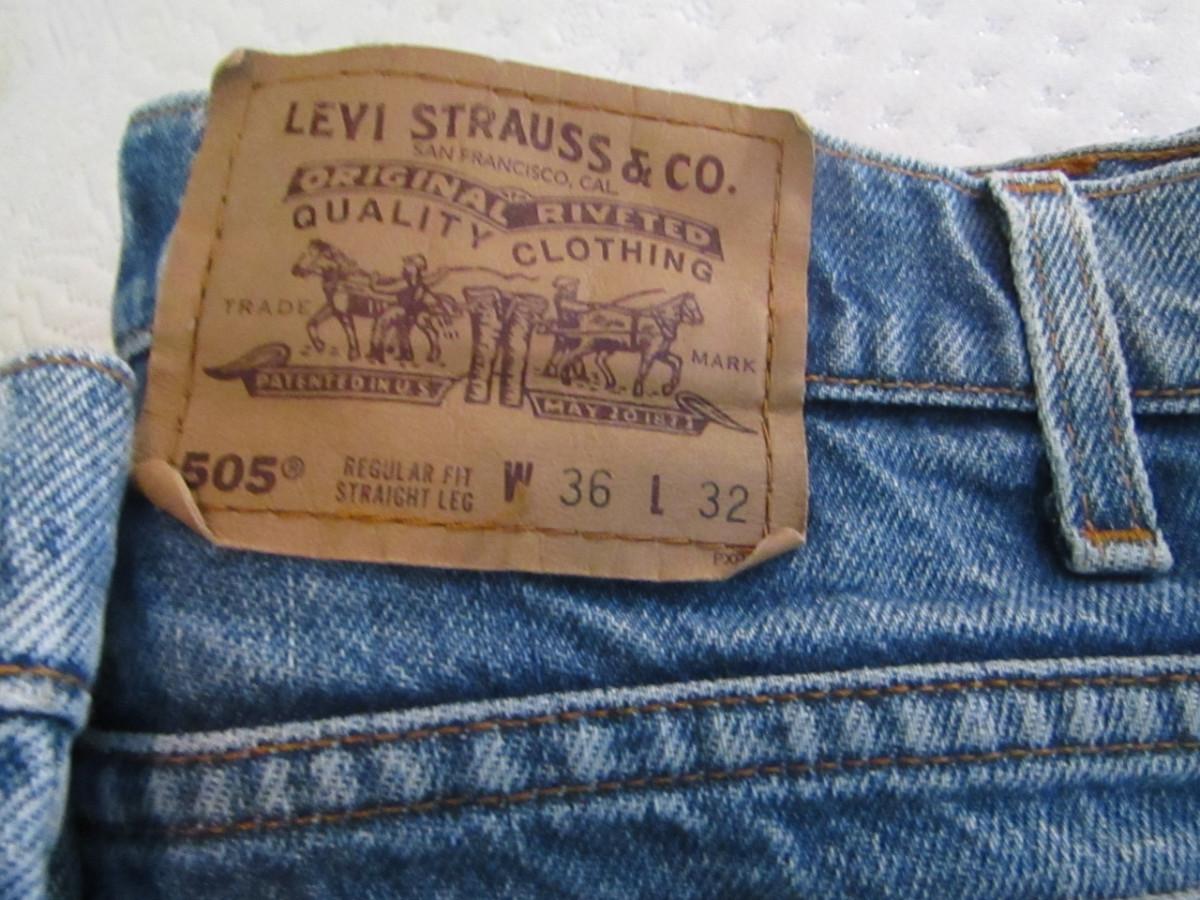 LEVI STRAUSS & CO.
SAN FRANCISCO, CAL.
ORIGINAL RIVETED
QUALITY CLOTHING
TRADE MARK
PATENTED IN U.S.
MAY 20 1873
505® REGULAR FIT
STRAIGHT LEG
W 36 L 32